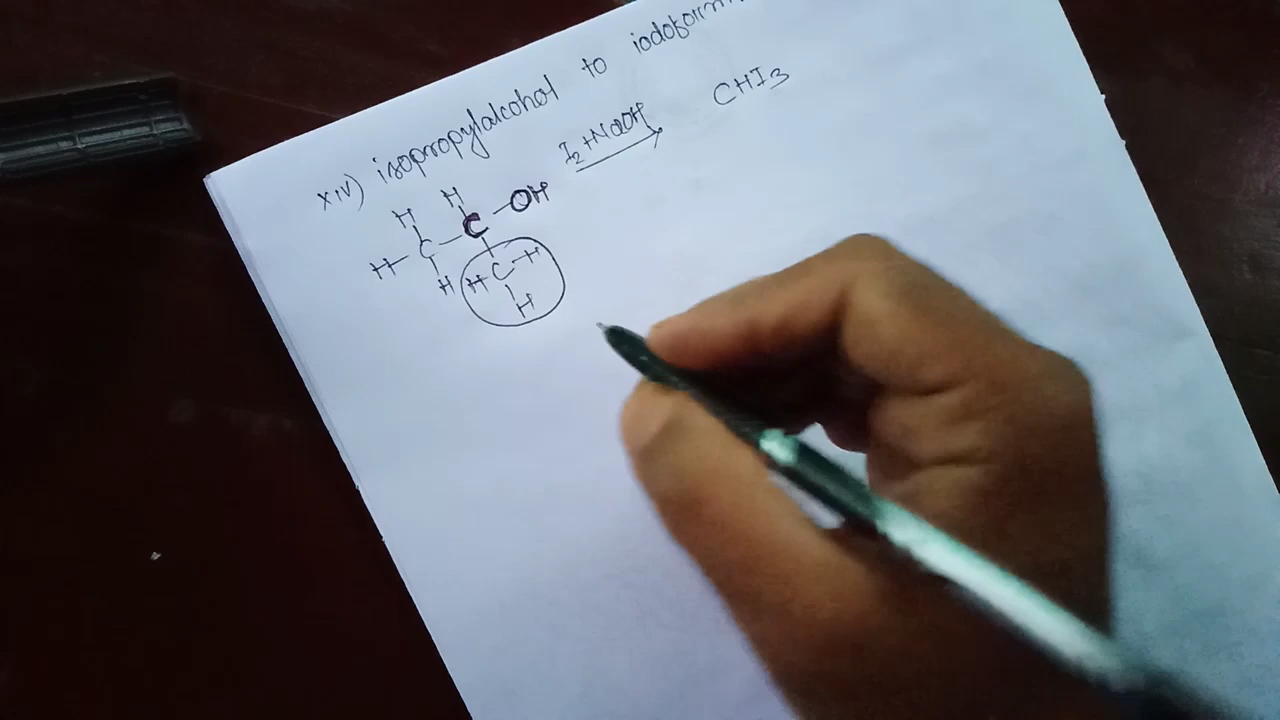 xiv) isopropylalcohol to iodoform
I2+NaOH
CHI3
H H
H C C OH
H H C H
H